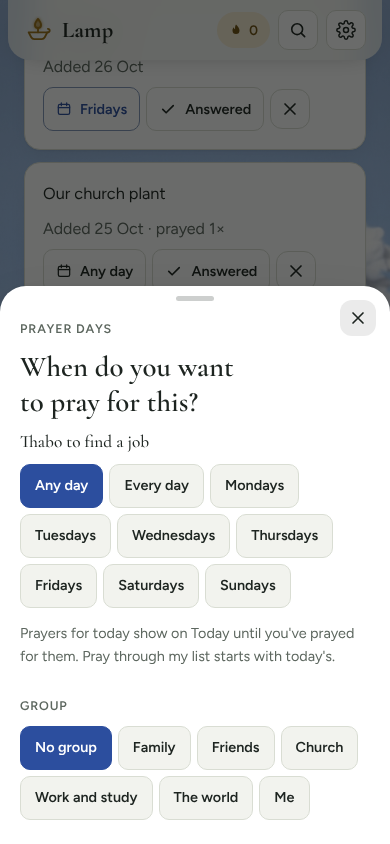 Lamp
0
Added 26 Oct
Fridays
Answered
Our church plant
Added 25 Oct · prayed 1×
Any day
Answered
PRAYER DAYS
When do you want
to pray for this?
Thabo to find a job
Any day
Every day
Mondays
Tuesdays
Wednesdays
Thursdays
Fridays
Saturdays
Sundays
Prayers for today show on Today until you've prayed
for them. Pray through my list starts with today's.
GROUP
No group
Family
Friends
Church
Work and study
The world
Me